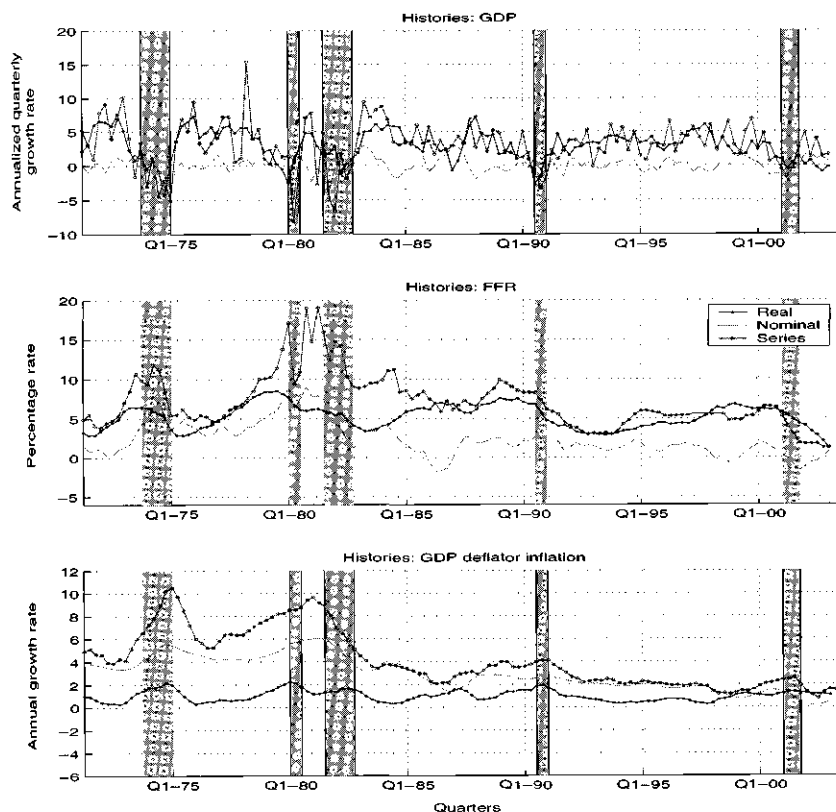 Histories: GDP
Annualized quarterly
growth rate
20
15
10
5
0
−5
−10
Q1−75
Q1−80
Q1−85
Q1−90
Q1−95
Q1−00
Histories: FFR
Percentage rate
20
15
10
5
0
−5
Real
Nominal
Series
Q1−75
Q1−80
Q1−85
Q1−90
Q1−95
Q1−00
Histories: GDP deflator inflation
Annual growth rate
12
10
8
6
4
2
0
−2
−4
−6
Q1−75
Q1−80
Q1−85
Q1−90
Q1−95
Q1−00
Quarters